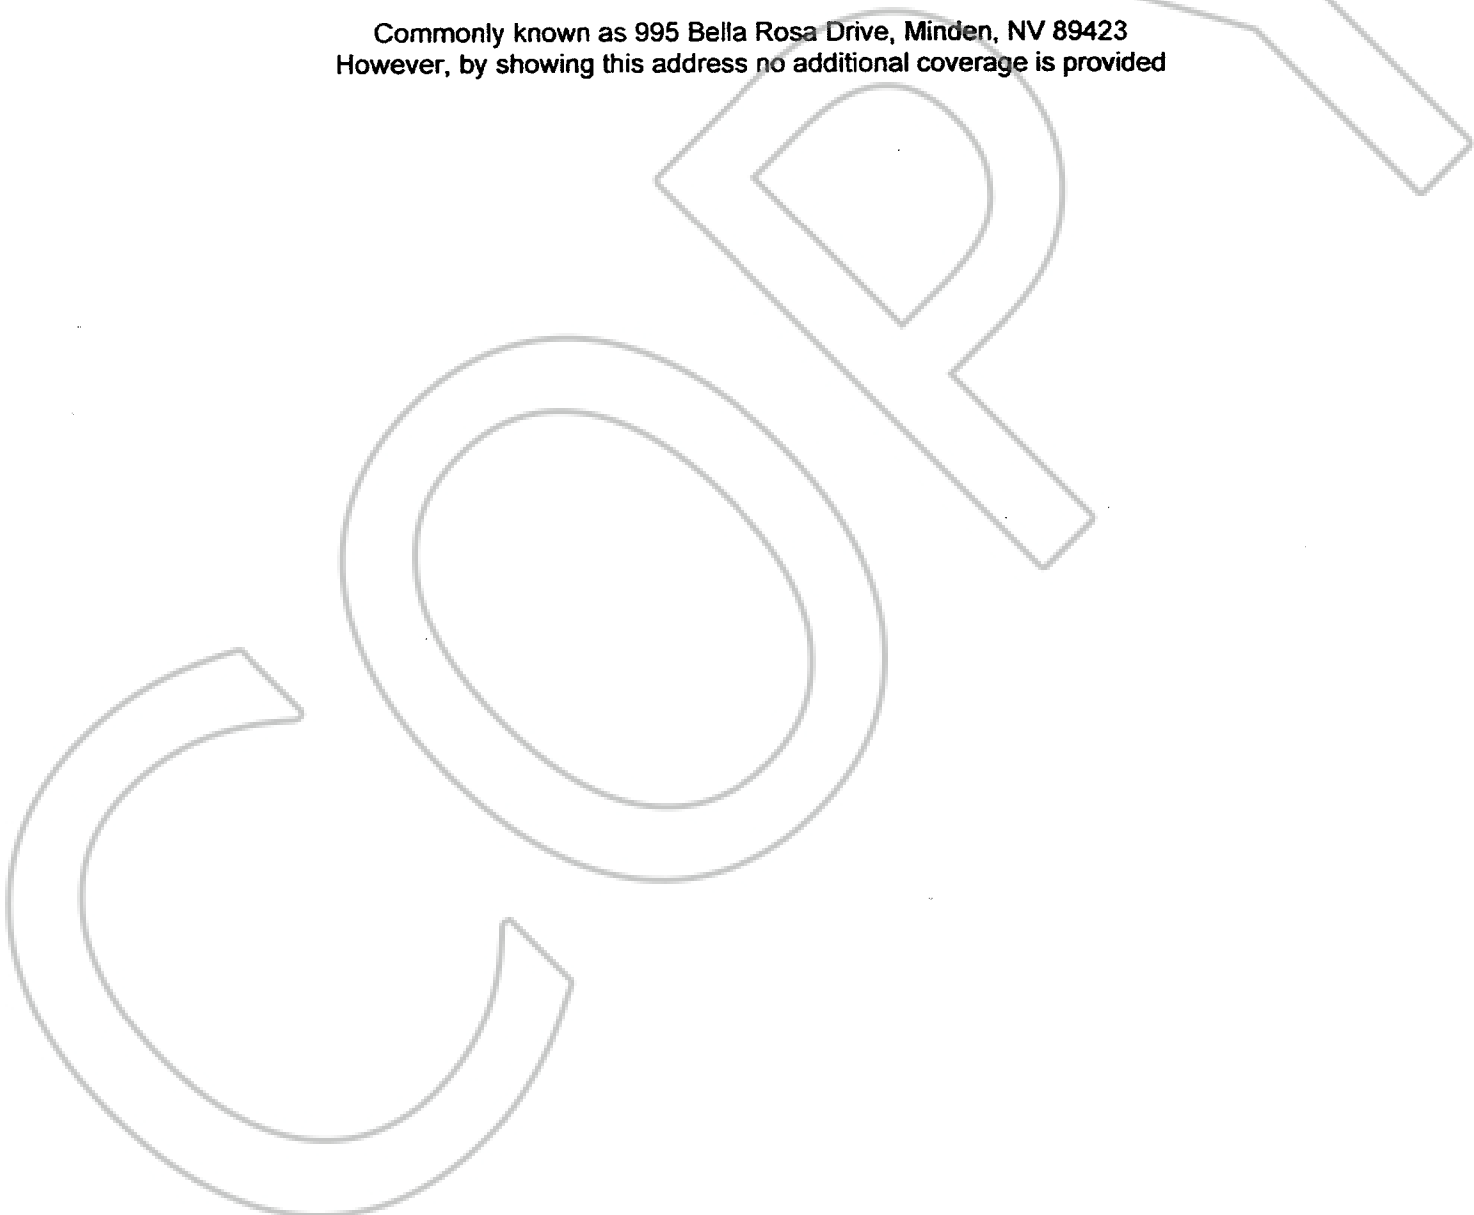 Commonly known as 995 Bella Rosa Drive, Minden, NV 89423
However, by showing this address no additional coverage is provided
COPY